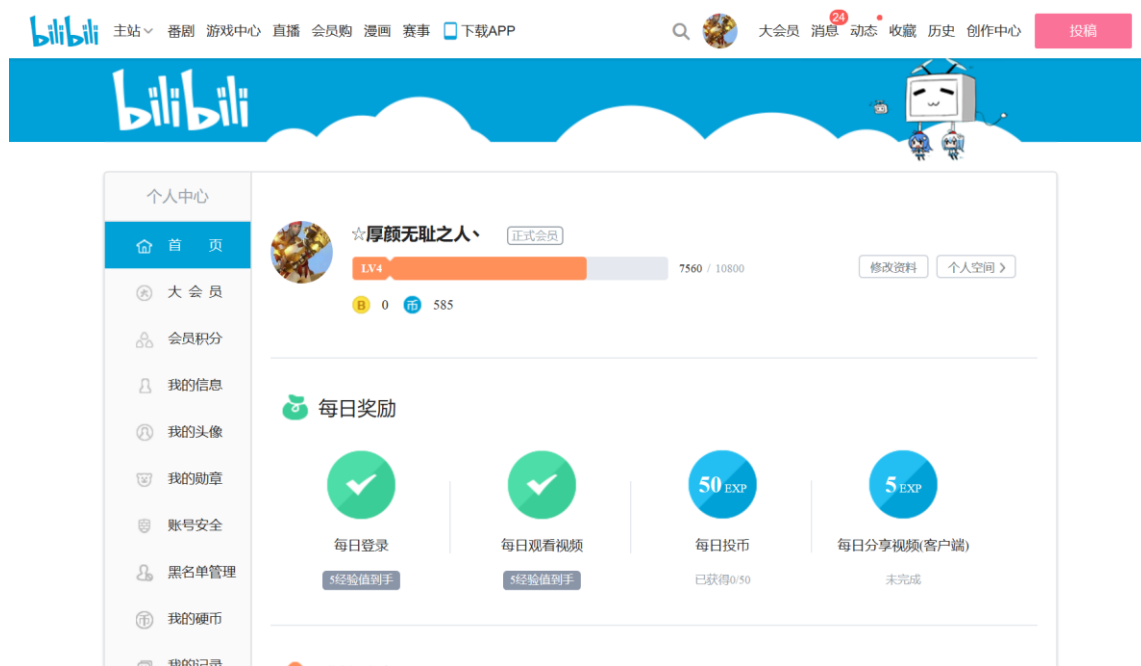 bilibili 主站 番剧 游戏中心 直播 会员购 漫画 赛事 下载APP 大会员 消息 24 动态 收藏 历史 创作中心 投稿
bilibili
个人中心
首 页
大会员
会员积分
我的信息
我的头像
我的勋章
账号安全
黑名单管理
我的硬币
我的记录
☆厚颜无耻之人丶 正式会员
LV4 7560 / 10800
修改资料 个人空间
B 0 币 585
每日奖励
50 EXP 5 EXP
每日登录 每日观看视频 每日投币 每日分享视频(客户端)
5经验值到手 5经验值到手 已获得0/50 未完成